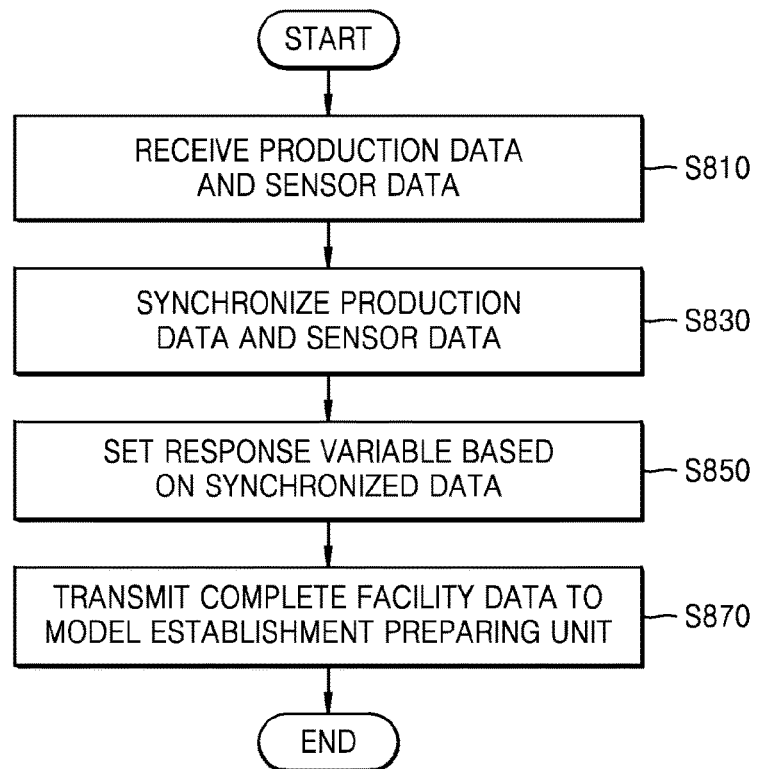 START
RECEIVE PRODUCTION DATA
AND SENSOR DATA
S810
SYNCHRONIZE PRODUCTION
DATA AND SENSOR DATA
S830
SET RESPONSE VARIABLE BASED
ON SYNCHRONIZED DATA
S850
TRANSMIT COMPLETE FACILITY DATA TO
MODEL ESTABLISHMENT PREPARING UNIT
S870
END